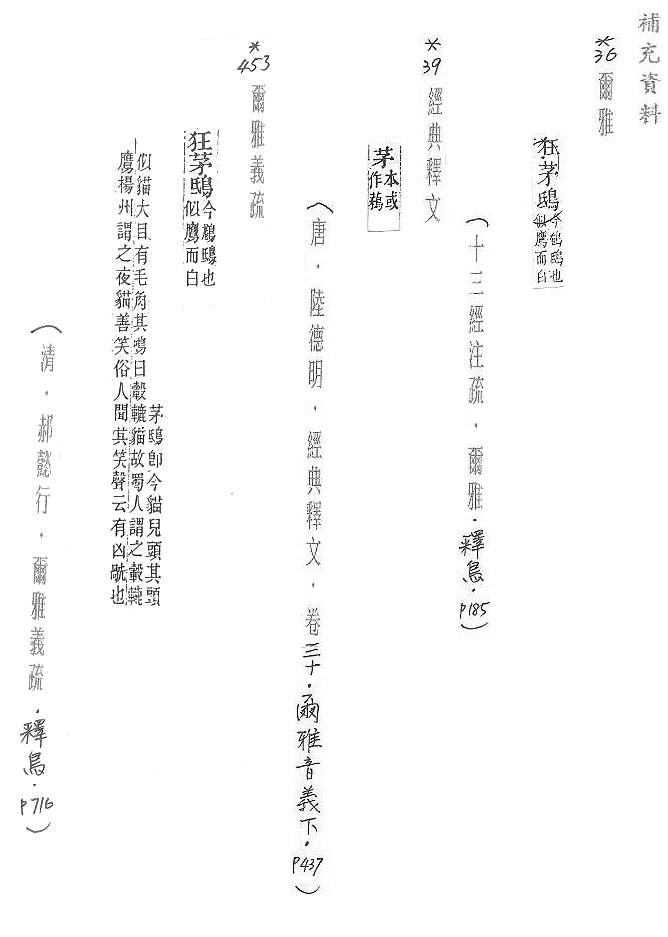 補充資料
*36 爾雅
狂茅鴟今鵂鴟也
似鷹而白
(十三經注疏．爾雅．釋鳥．P185)
*39 經典釋文
茅本或
作䳑
(唐．陸德明．經典釋文．卷三十．爾雅音義下．P437)
*453 爾雅義疏
狂茅鴟今鵂鴟也
似鷹而白
茅鴟即今貓兒頭其頭
似貓大目有毛角其鳴曰轂轆貓故蜀人謂之轂轆
鷹楊州謂之夜貓善笑俗人聞其笑聲云有凶虩也
(清．郝懿行．爾雅義疏．釋鳥．P716)